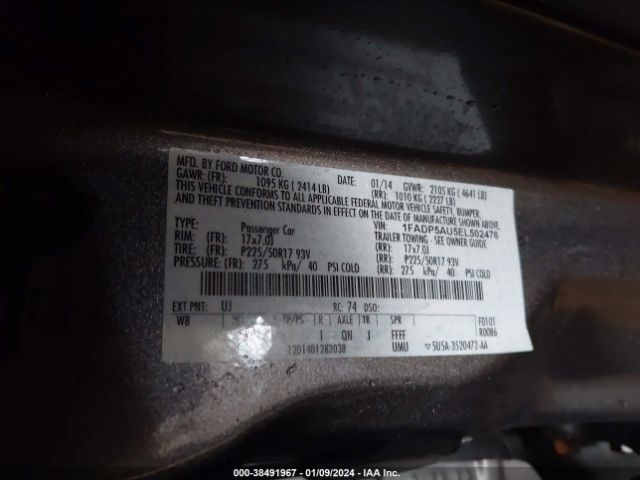 MFD. BY FORD MOTOR CO.
DATE: 01/14 GVWR: 2105 KG ( 4641 LB)
GAWR: (FR): 1095 KG ( 2414 LB) (RR): 1010 KG ( 2227 LB)
THIS VEHICLE CONFORMS TO ALL APPLICABLE FEDERAL MOTOR VEHICLE SAFETY, BUMPER,
AND THEFT PREVENTION STANDARDS IN EFFECT ON THE DATE OF MANUFACTURE SHOWN ABOVE.
VIN: 1FADP5AU5EL502476
TYPE: Passenger Car TRAILER TOWING - SEE OWNER GUIDE
RIM: (FR): 17x7.0J (RR): 17x7.0J
TIRE: (FR): P225/50R17 93V (RR): P225/50R17 93V
PRESSURE: (FR): 275 kPa/ 40 PSI COLD (RR): 275 kPa/ 40 PSI COLD
EXT PNT: UJ RC: 74 DSO:
WB TP/PS R AXLE TR SPR F0101
1 QN J FFFF R0086
1201401283038 UMU ▽ 5U5A-3520472-AA
000-38491967 - 01/09/2024 - IAA Inc.